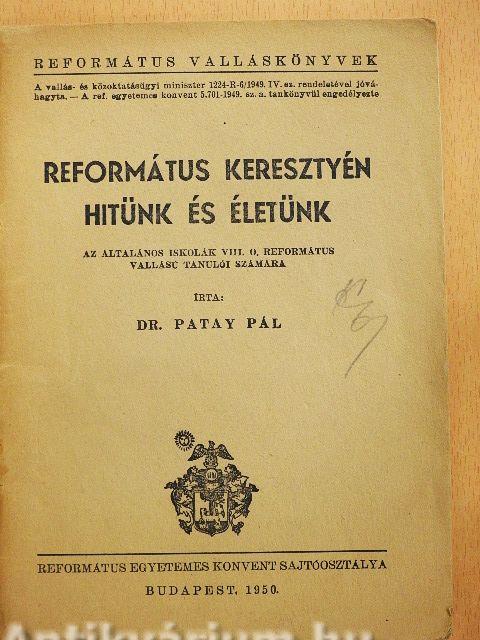 REFORMÁTUS VALLÁSKÖNYVEK
A vallás- és közoktatásügyi miniszter 1224-R-6/1949. IV. sz. rendeletével jóvá-
hagyta. — A ref. egyetemes konvent 5.701-1949. sz. a. tankönyvül engedélyezte
REFORMÁTUS KERESZTYÉN
HITÜNK ÉS ÉLETÜNK
AZ ÁLTALÁNOS ISKOLÁK VIII. O. REFORMÁTUS
VALLÁSÚ TANULÓI SZÁMÁRA
ÍRTA:
DR. PATAY PÁL
REFORMÁTUS EGYETEMES KONVENT SAJTÓOSZTÁLYA
BUDAPEST, 1950.
Antikvárium.hu